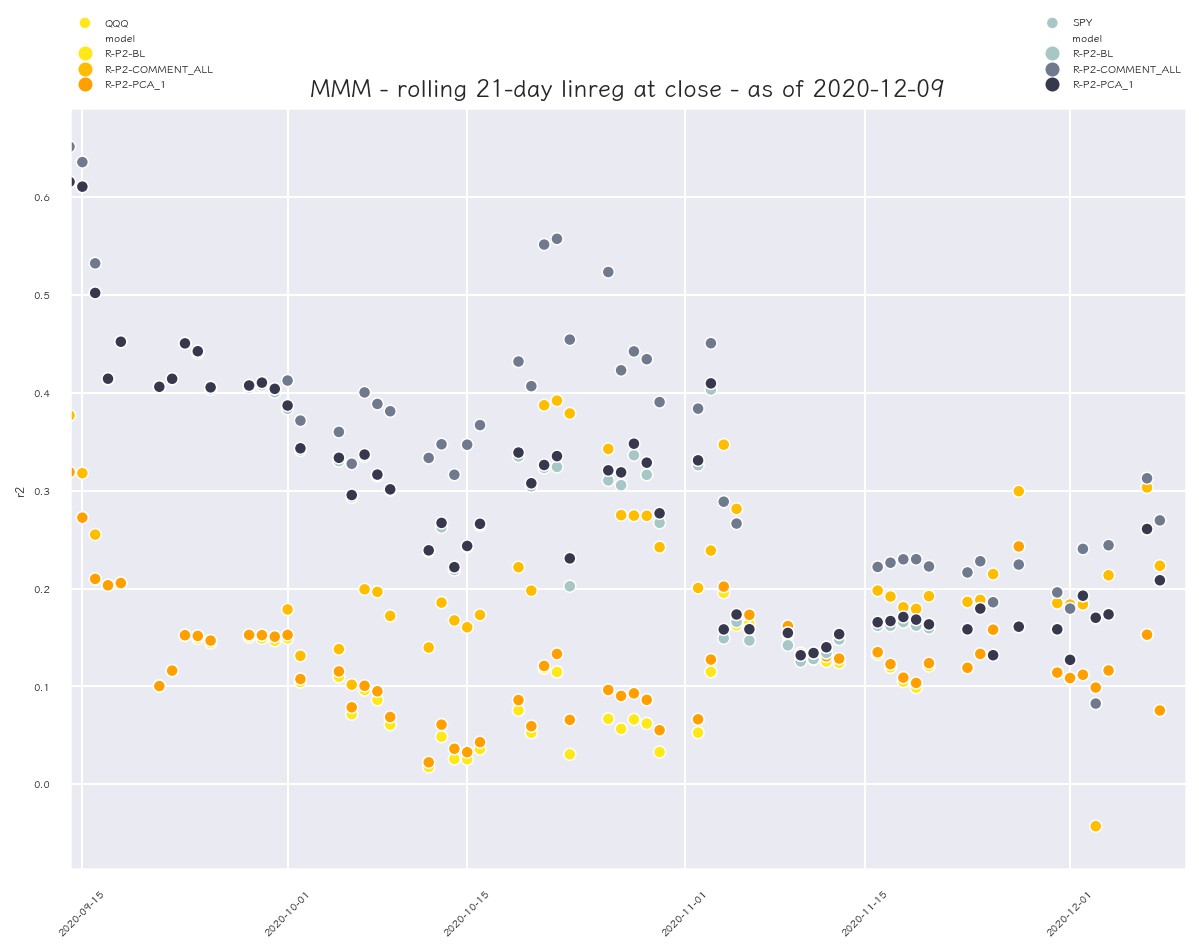 QQQ
model
R-P2-BL
R-P2-COMMENT_ALL
R-P2-PCA_1
SPY
model
R-P2-BL
R-P2-COMMENT_ALL
R-P2-PCA_1
MMM - rolling 21-day linreg at close - as of 2020-12-09
0.6
0.5
0.4
0.3
0.2
0.1
0.0
r2
2020-09-15
2020-10-01
2020-10-15
2020-11-01
2020-11-15
2020-12-01